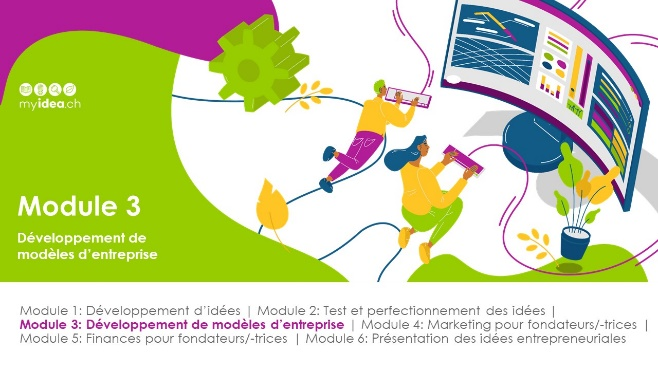 myidea.ch
Module 3
Développement de
modèles d'entreprise
Module 1: Développement d'idées | Module 2: Test et perfectionnement des idées |
Module 3: Développement de modèles d'entreprise | Module 4: Marketing pour fondateurs/-trices |
Module 5: Finances pour fondateurs/-trices | Module 6: Présentation des idées entrepreneuriales